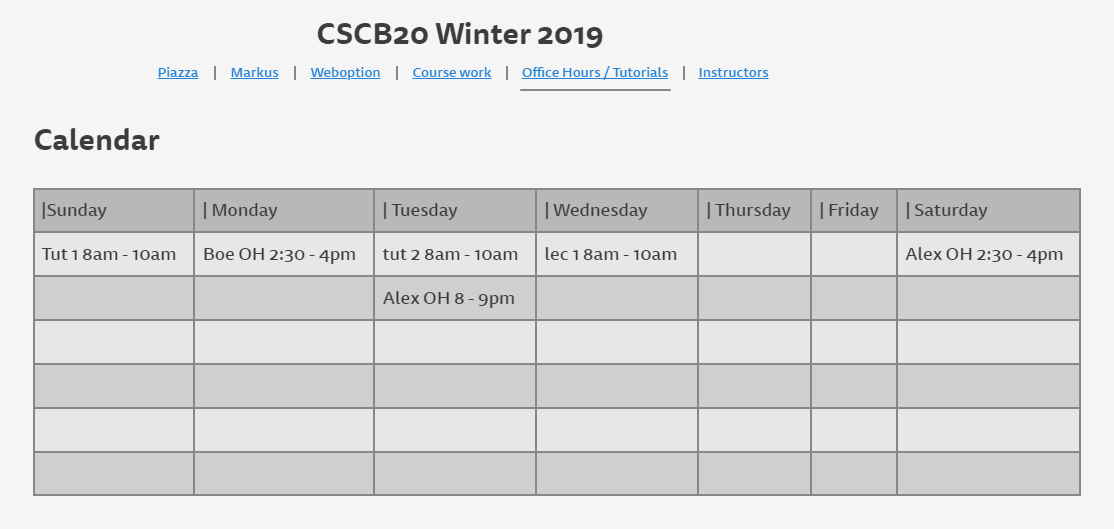 CSCB20 Winter 2019
Piazza | Markus | Weboption | Course work | Office Hours / Tutorials | Instructors
Calendar
|Sunday | Monday | Tuesday | Wednesday | Thursday | Friday | Saturday
Tut 1 8am - 10am Boe OH 2:30 - 4pm tut 2 8am - 10am lec 1 8am - 10am Alex OH 2:30 - 4pm
Alex OH 8 - 9pm